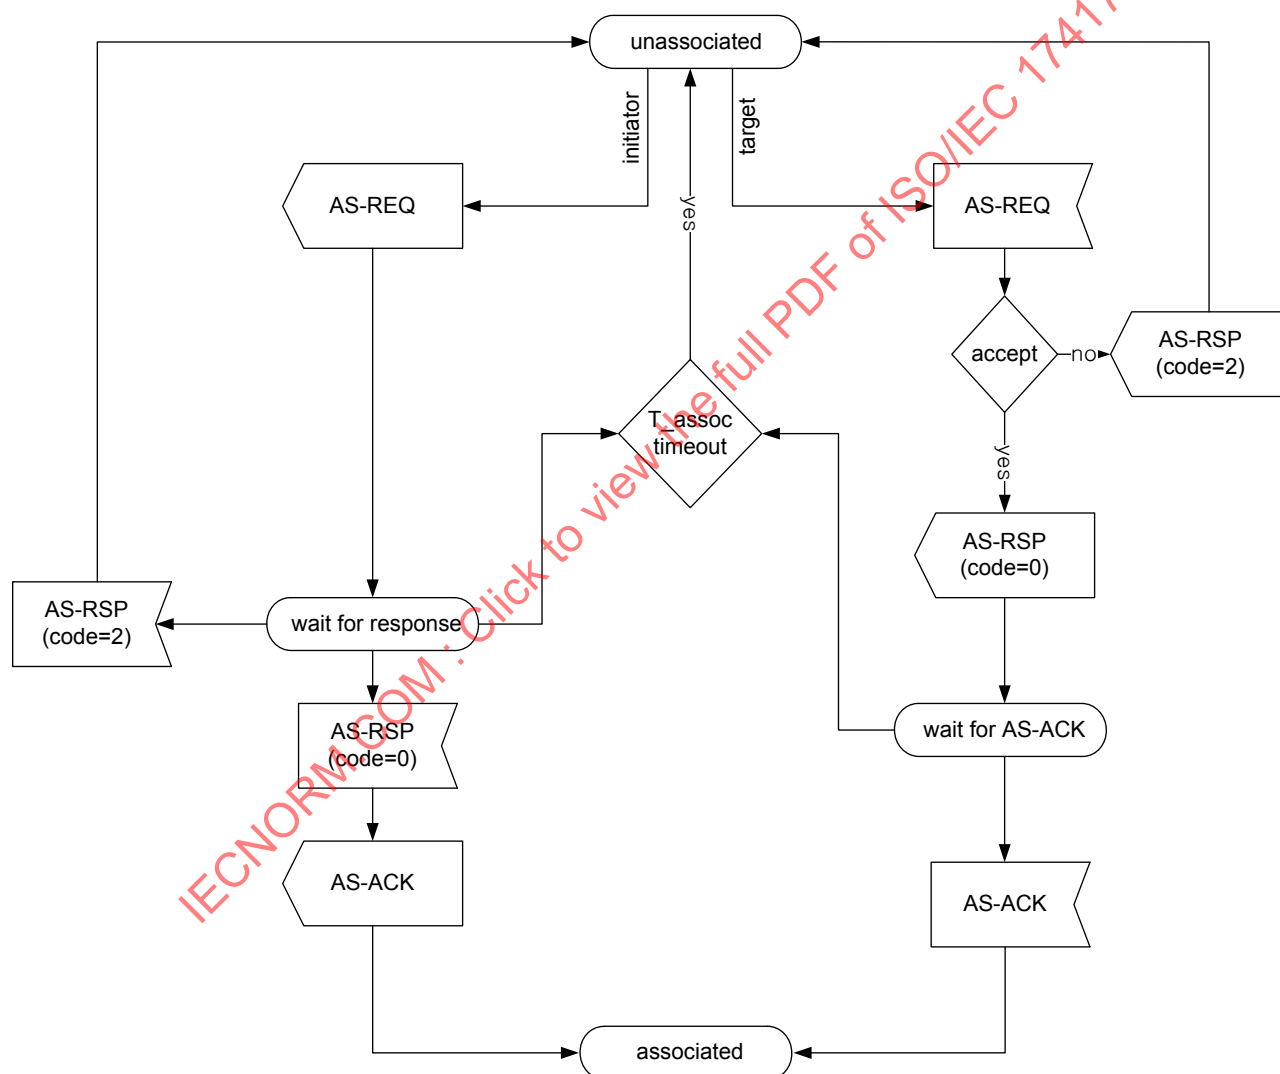 unassociated
initiator
target
AS-REQ
yes
AS-REQ
accept
no
AS-RSP
(code=2)
T_assoc
timeout
yes
AS-RSP
(code=0)
AS-RSP
(code=2)
wait for response
AS-RSP
(code=0)
wait for AS-ACK
AS-ACK
AS-ACK
associated
IECNORM.COM : Click to view the full PDF of ISO/IEC 17417